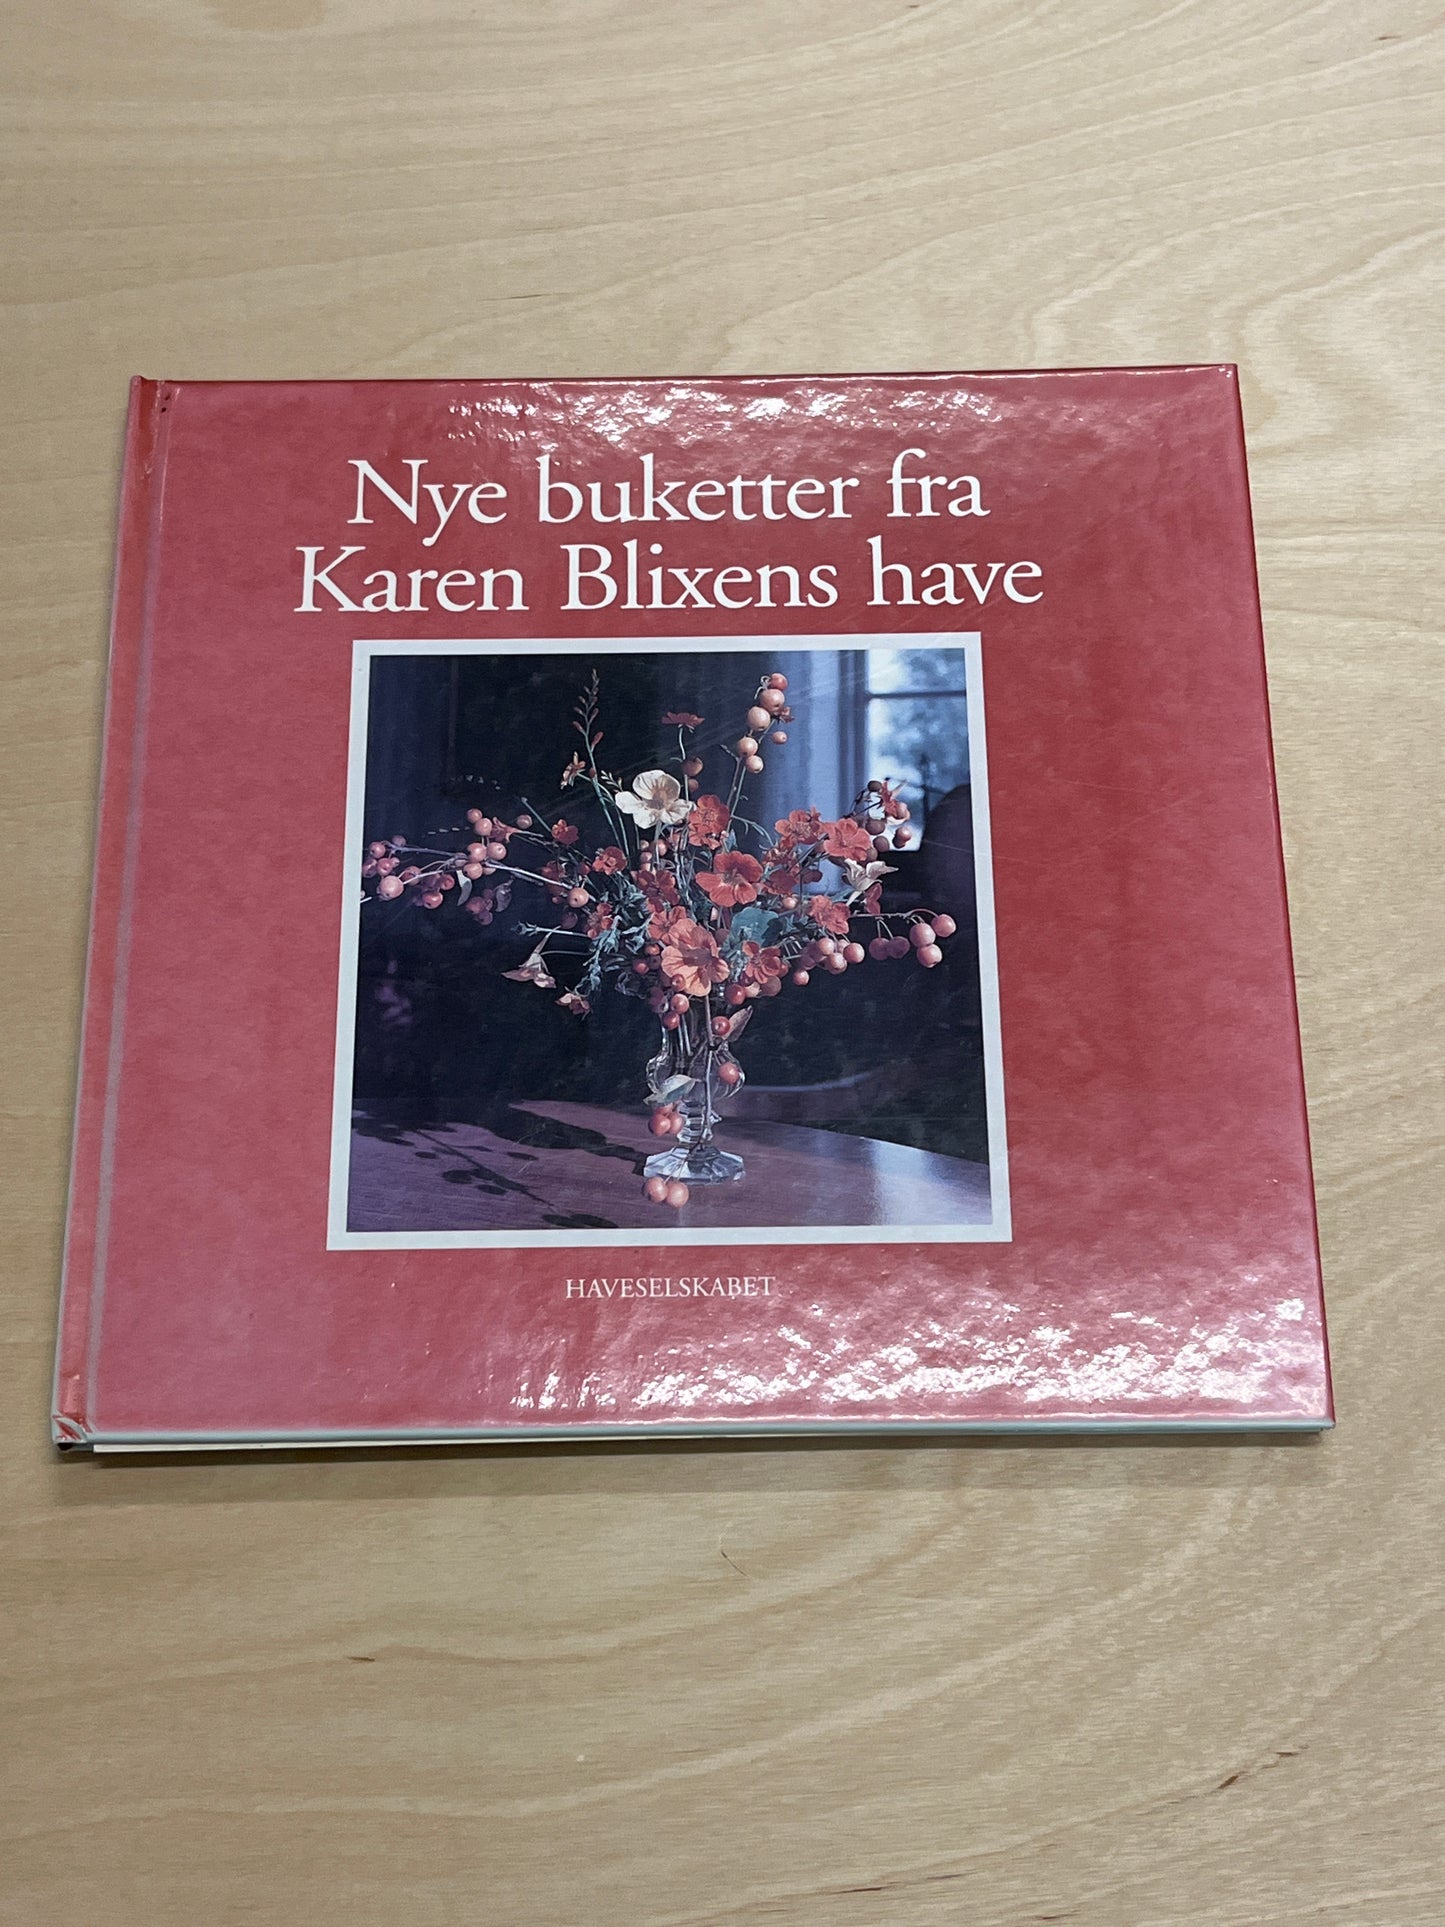 Nye buketter fra
Karen Blixens have
HAVESELSKABET